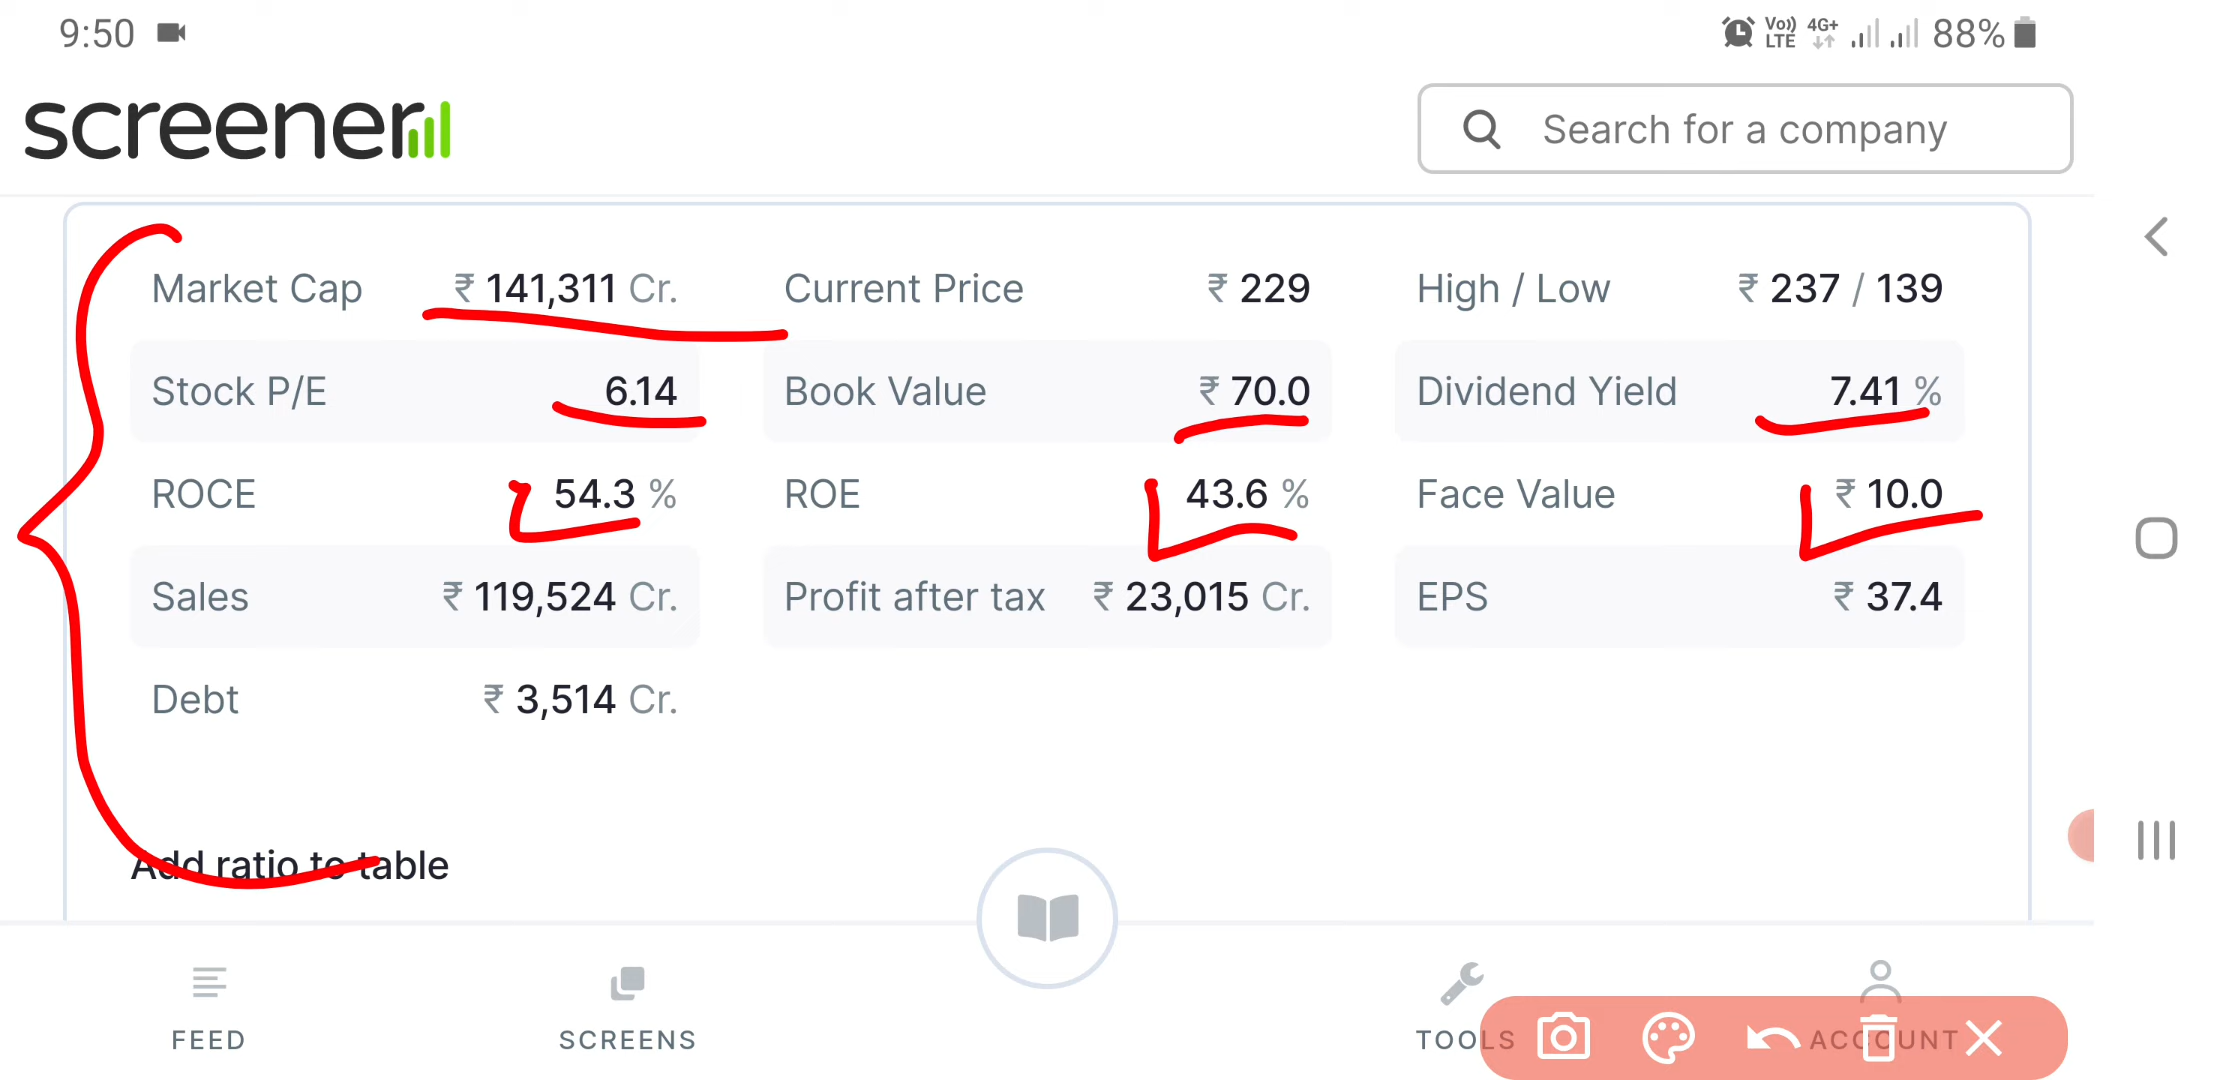 9:50 Vo)) LTE 4G+ 88%
screener
Search for a company
Market Cap ₹ 141,311 Cr. Current Price ₹ 229 High / Low ₹ 237 / 139
Stock P/E 6.14 Book Value ₹ 70.0 Dividend Yield 7.41 %
ROCE 54.3 % ROE 43.6 % Face Value ₹ 10.0
Sales ₹ 119,524 Cr. Profit after tax ₹ 23,015 Cr. EPS ₹ 37.4
Debt ₹ 3,514 Cr.
Add ratio to table
FEED SCREENS TOOLS ACCOUNT